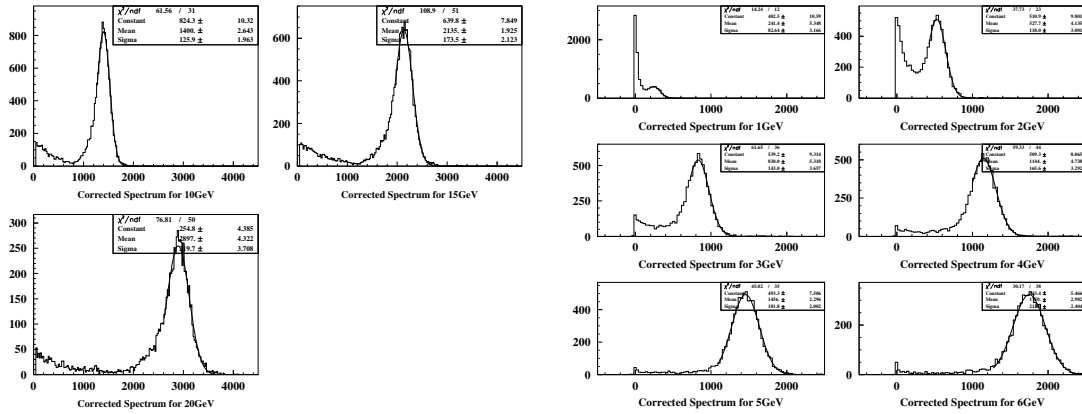 χ²/ndf 61.56 / 31
Constant 824.3 ± 10.32
Mean 1400. ± 2.643
Sigma 125.9 ± 1.963
1000
800
600
400
200
0
0 1000 2000 3000 4000
Corrected Spectrum for 10GeV
χ²/ndf 108.9 / 51
Constant 639.8 ± 7.849
Mean 2135. ± 1.925
Sigma 173.5 ± 2.123
800
600
400
200
0
0 1000 2000 3000 4000
Corrected Spectrum for 15GeV
χ²/ndf 76.81 / 50
Constant 254.8 ± 4.385
Mean 2897. ± 4.322
Sigma 19.7 ± 3.708
300
250
200
150
100
50
0
0 1000 2000 3000 4000
Corrected Spectrum for 20GeV
χ²/ndf 14.24 / 12
Constant 402.5 ± 10.59
Mean 241.4 ± 5.348
Sigma 82.64 ± 3.166
2000
0
0 1000 2000
Corrected Spectrum for 1GeV
χ²/ndf 37.73 / 23
Constant 510.9 ±
Mean 527.7 ± 4.135
Sigma 118.0 ± 3.002
400
200
0
0 1000 2000
Corrected Spectrum for 2GeV
χ²/ndf 61.65 / 36
Constant 539.2 ± 9.314
Mean 830.0 ± 5.318
Sigma 143.0 ± 3.657
500
250
0
0 1000 2000
Corrected Spectrum for 3GeV
χ²/ndf 59.33 / 44
Constant 509.3 ±
Mean 1144. ± 4.738
Sigma 165.6 ± 3.292
500
250
0
0 1000 2000
Corrected Spectrum for 4GeV
χ²/ndf 45.02 / 35
Constant 493.3 ± 7.506
Mean 1456. ± 2.296
Sigma 181.8 ± 2.002
400
200
0
0 1000 2000
Corrected Spectrum for 5GeV
χ²/ndf 30.17 / 38
Constant ± 5.466
Mean ± 2.982
Sigma ± 2.404
200
0
0 1000 2000
Corrected Spectrum for 6GeV